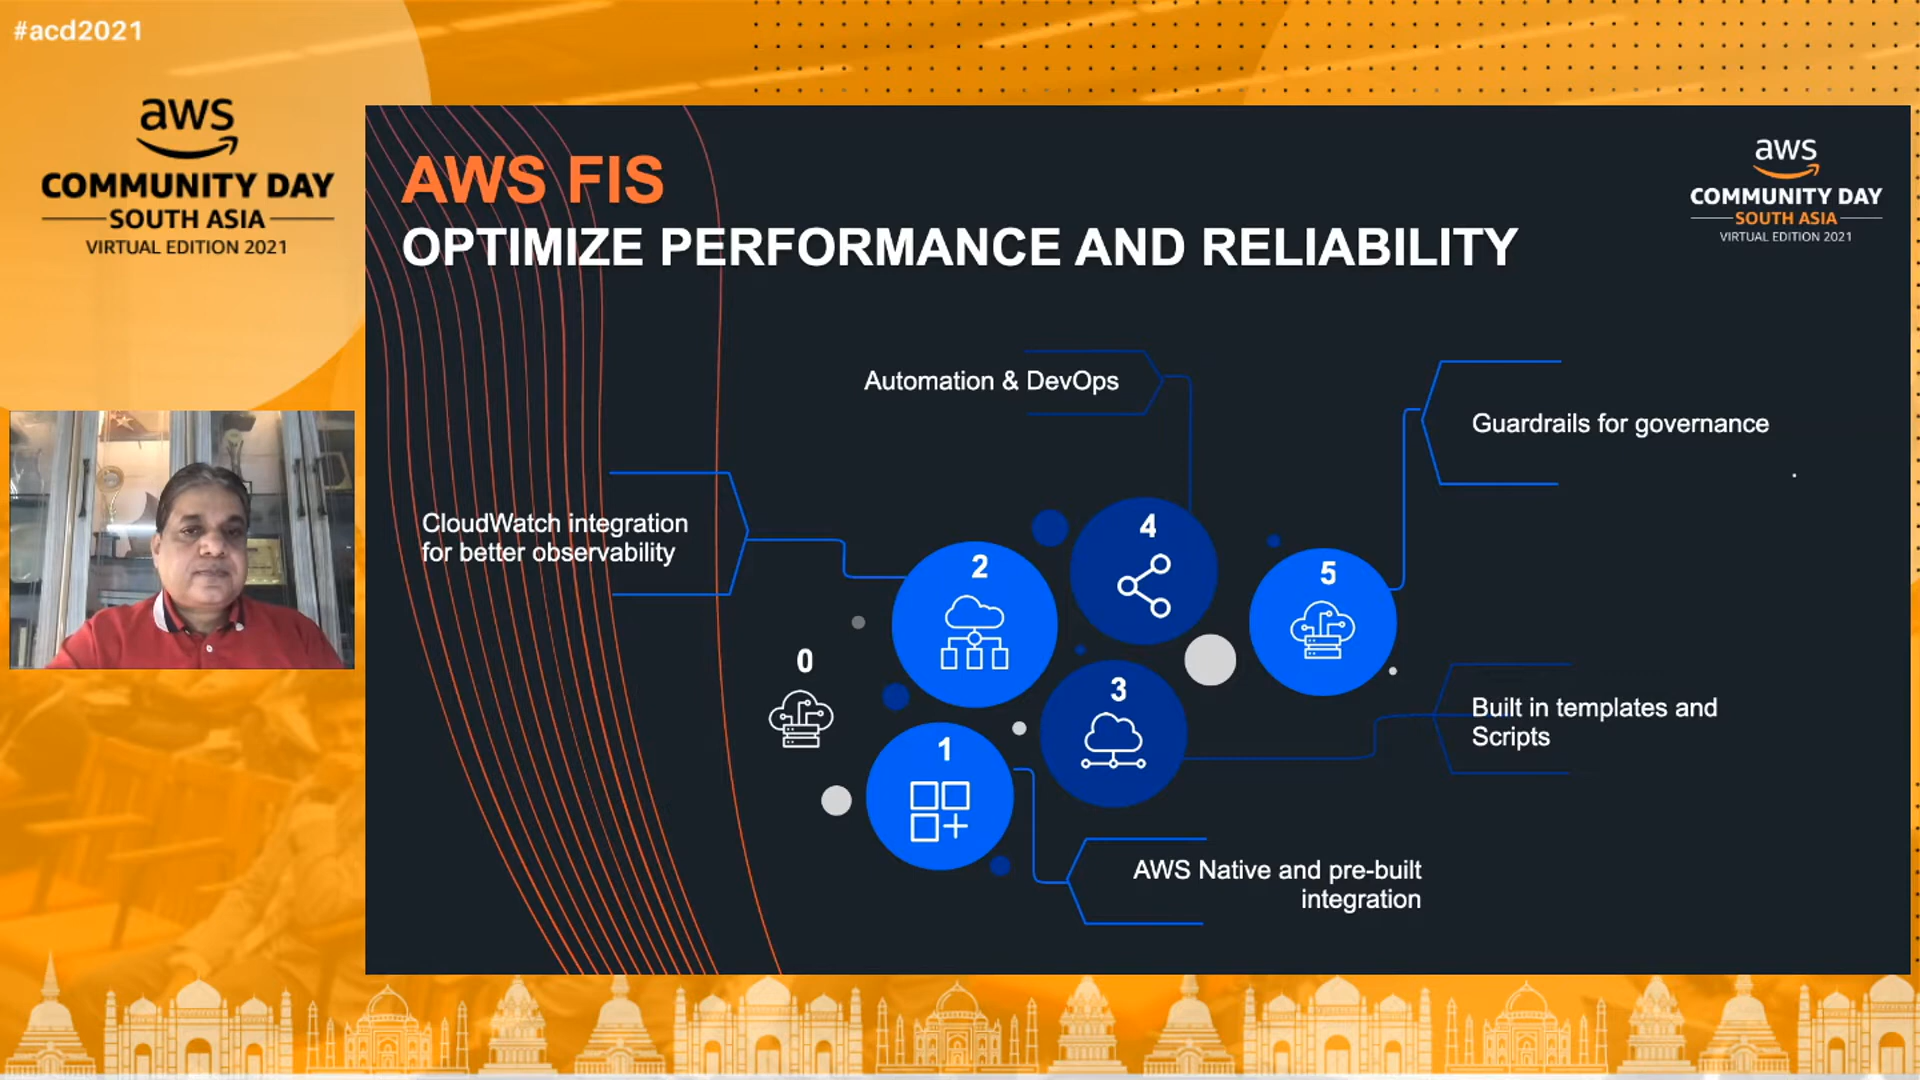 #acd2021
aws
COMMUNITY DAY
SOUTH ASIA
VIRTUAL EDITION 2021
AWS FIS
OPTIMIZE PERFORMANCE AND RELIABILITY
aws
COMMUNITY DAY
SOUTH ASIA
VIRTUAL EDITION 2021
Automation & DevOps
Guardrails for governance
CloudWatch integration
for better observability
4
2
5
0
3
1
Built in templates and
Scripts
AWS Native and pre-built
integration